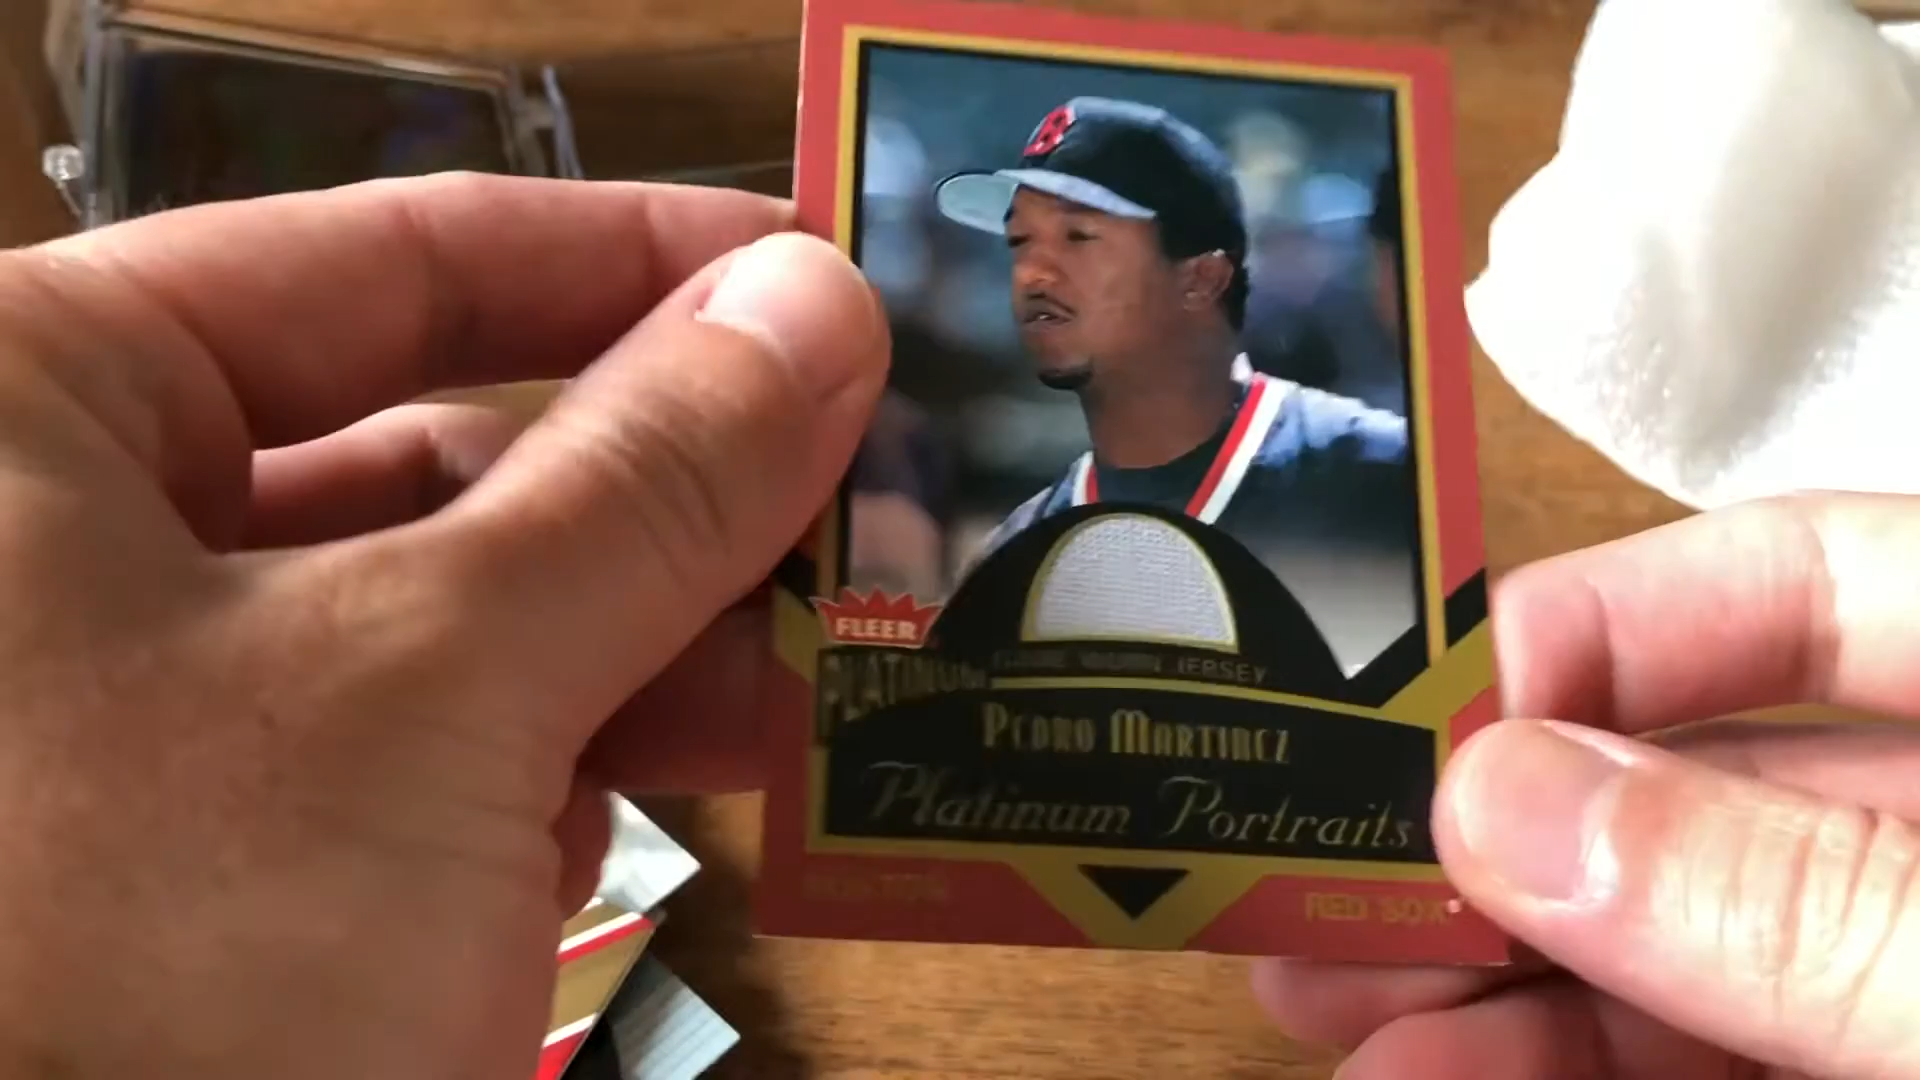 B
FLEER
PLATINUM
GAME WORN JERSEY
PEDRO MARTINEZ
Platinum Portraits
BOSTON
RED SOX